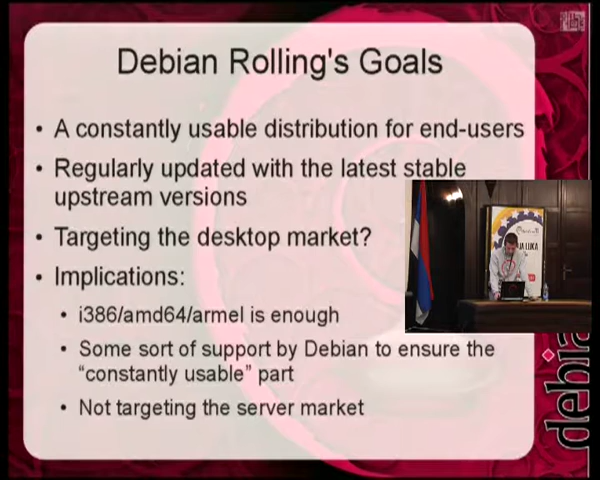 Debian Rolling's Goals
• A constantly usable distribution for end-users
• Regularly updated with the latest stable
upstream versions
• Targeting the desktop market?
• Implications:
• i386/amd64/armel is enough
• Some sort of support by Debian to ensure the
“constantly usable” part
• Not targeting the server market
JA LUKA
debia